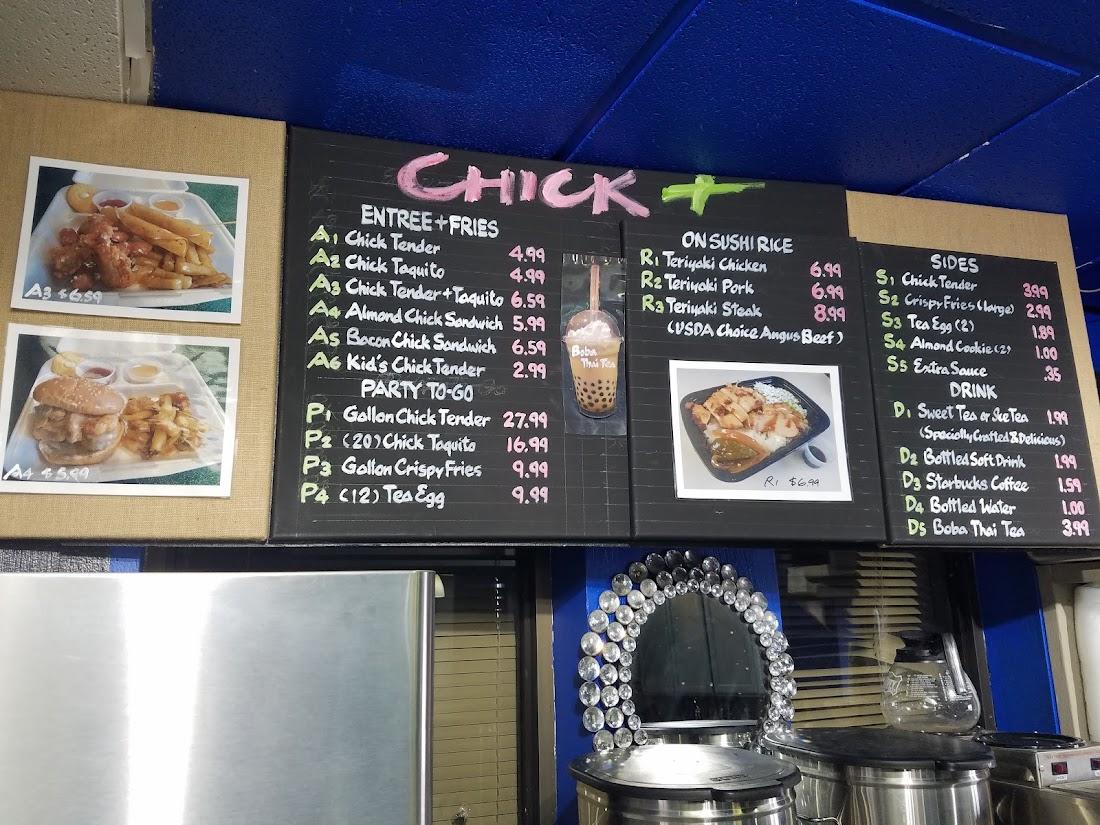 CHICK +
ENTREE + FRIES
A1 Chick Tender 4.99
A2 Chick Taquito 4.99
A3 Chick Tender + Taquito 6.59
A4 Almond Chick Sandwich 5.99
A5 Bacon Chick Sandwich 6.59
A6 Kid's Chick Tender 2.99
PARTY TO-GO
P1 Gallon Chick Tender 27.99
P2 (20) Chick Taquito 16.99
P3 Gallon Crispy Fries 9.99
P4 (12) Tea Egg 9.99
Boba
Thai Tea
ON SUSHI RICE
R1 Teriyaki Chicken 6.99
R2 Teriyaki Pork 6.99
R3 Teriyaki Steak 8.99
(USDA Choice Angus Beef)
R1 $6.99
SIDES
S1 Chick Tender 3.99
S2 Crispy Fries (large) 2.99
S3 Tea Egg (2) 1.89
S4 Almond Cookie (2) 1.00
S5 Extra Sauce .35
DRINK
D1 Sweet Tea or Ice Tea 1.99
(Specially Crafted & Delicious)
D2 Bottled Soft Drink 1.99
D3 Starbucks Coffee 1.59
D4 Bottled Water 1.00
D5 Boba Thai Tea 3.99
A3 $6.59
A4 $5.99